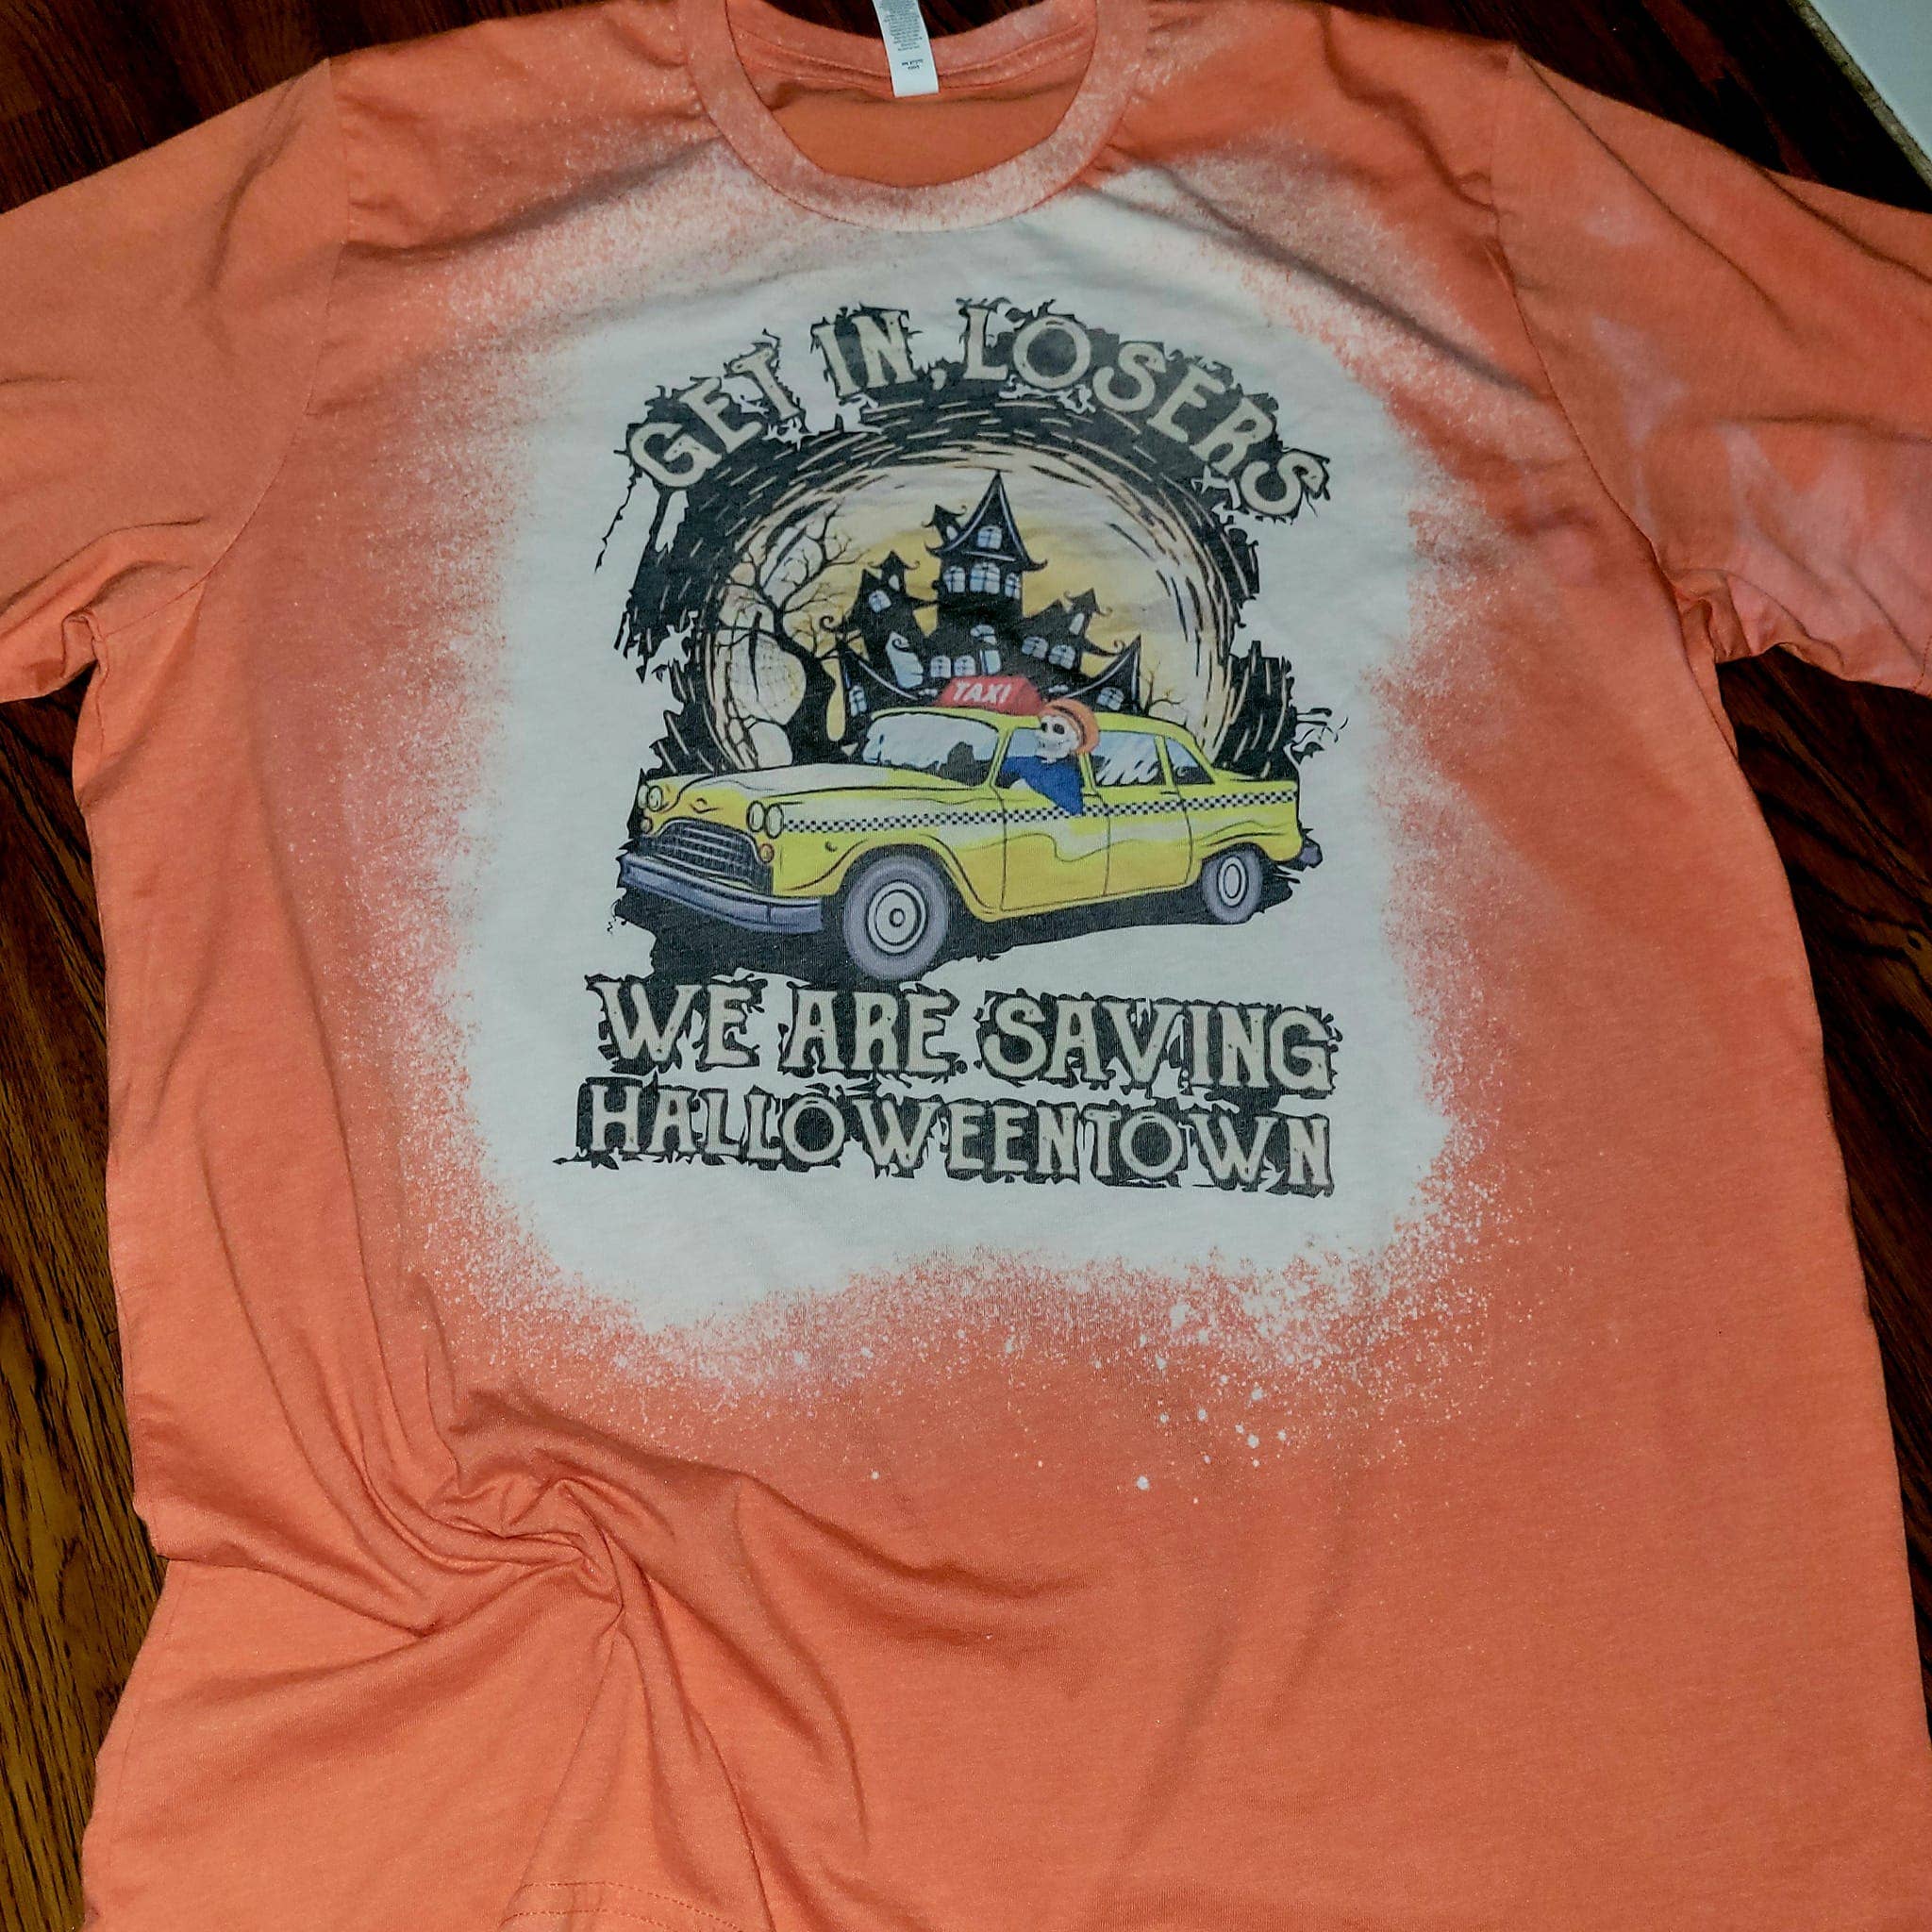 GET IN, LOSERS
TAXI
WE ARE SAVING
HALLOWEENTOWN